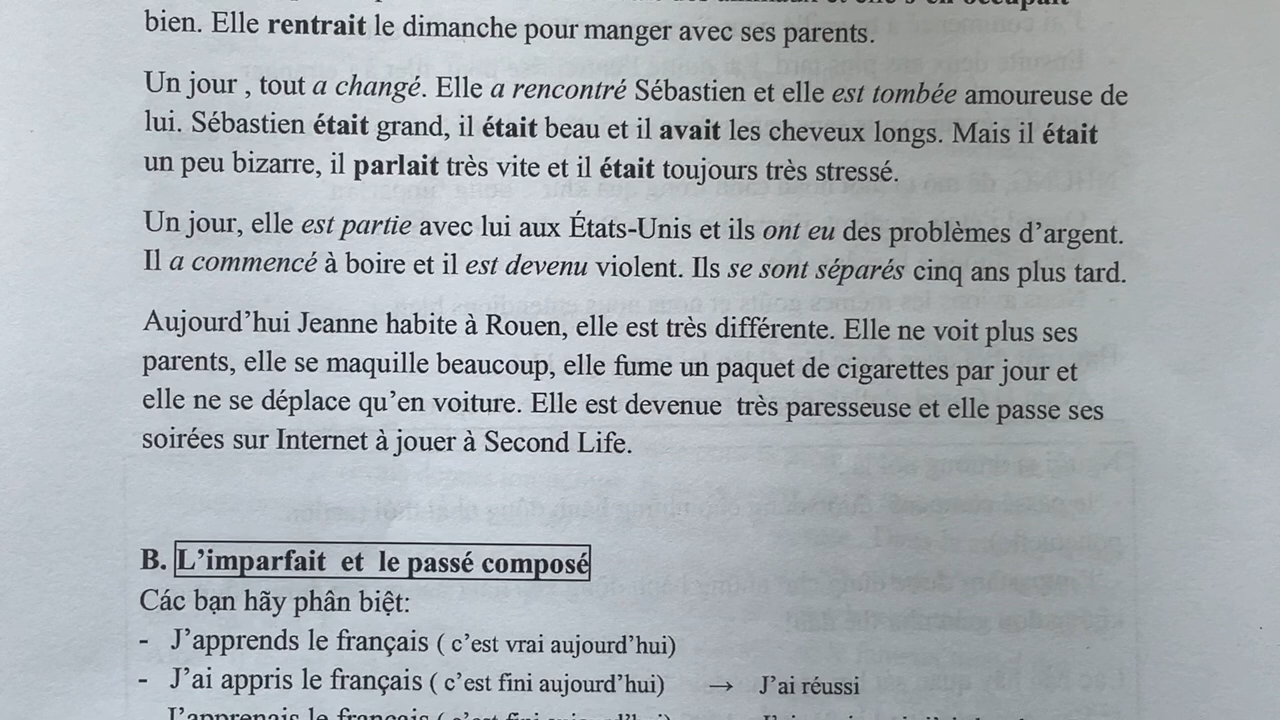 bien. Elle rentrait le dimanche pour manger avec ses parents.
Un jour , tout a changé. Elle a rencontré Sébastien et elle est tombée amoureuse de
lui. Sébastien était grand, il était beau et il avait les cheveux longs. Mais il était
un peu bizarre, il parlait très vite et il était toujours très stressé.
Un jour, elle est partie avec lui aux États-Unis et ils ont eu des problèmes d’argent.
Il a commencé à boire et il est devenu violent. Ils se sont séparés cinq ans plus tard.
Aujourd’hui Jeanne habite à Rouen, elle est très différente. Elle ne voit plus ses
parents, elle se maquille beaucoup, elle fume un paquet de cigarettes par jour et
elle ne se déplace qu’en voiture. Elle est devenue très paresseuse et elle passe ses
soirées sur Internet à jouer à Second Life.
B. L’imparfait et le passé composé
Các bạn hãy phân biệt:
- J’apprends le français ( c’est vrai aujourd’hui)
- J’ai appris le français ( c’est fini aujourd’hui) → J’ai réussi
J’apprenais le français